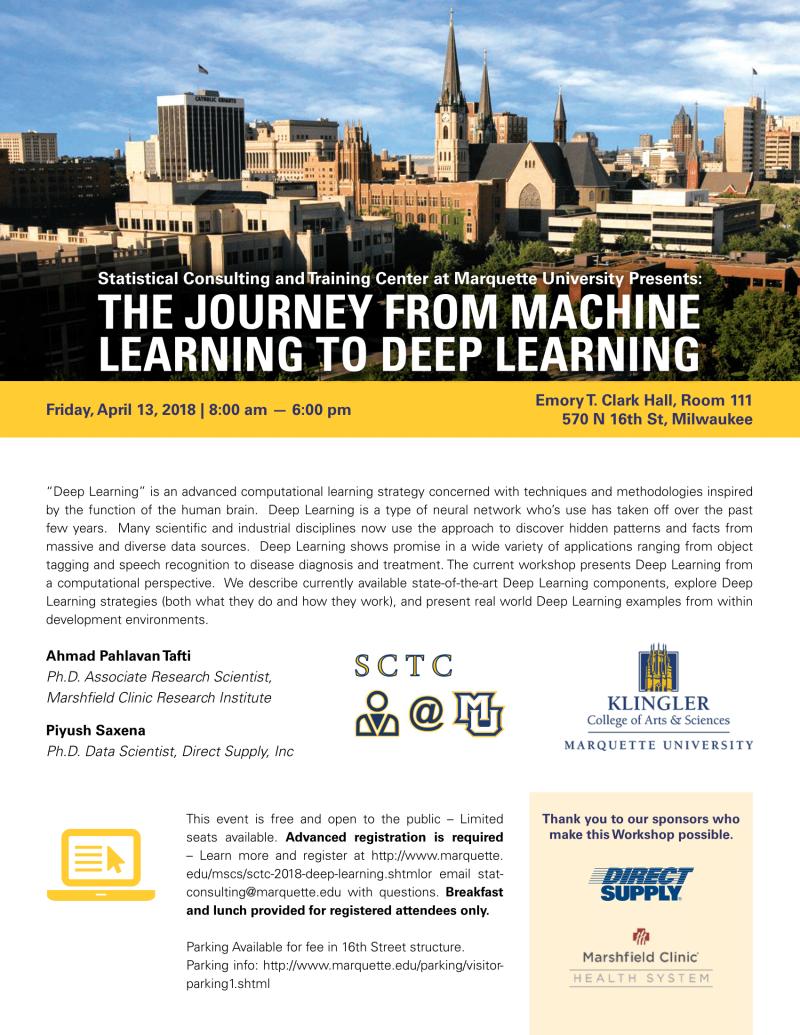 CATHOLIC KNIGHTS
Statistical Consulting and Training Center at Marquette University Presents:
THE JOURNEY FROM MACHINE
LEARNING TO DEEP LEARNING
Friday, April 13, 2018 | 8:00 am — 6:00 pm
Emory T. Clark Hall, Room 111
570 N 16th St, Milwaukee
“Deep Learning” is an advanced computational learning strategy concerned with techniques and methodologies inspired
by the function of the human brain. Deep Learning is a type of neural network who’s use has taken off over the past
few years. Many scientific and industrial disciplines now use the approach to discover hidden patterns and facts from
massive and diverse data sources. Deep Learning shows promise in a wide variety of applications ranging from object
tagging and speech recognition to disease diagnosis and treatment. The current workshop presents Deep Learning from
a computational perspective. We describe currently available state-of-the-art Deep Learning components, explore Deep
Learning strategies (both what they do and how they work), and present real world Deep Learning examples from within
development environments.
Ahmad Pahlavan Tafti
Ph.D. Associate Research Scientist,
Marshfield Clinic Research Institute
Piyush Saxena
Ph.D. Data Scientist, Direct Supply, Inc
SCTC
@ MU
KLINGLER
College of Arts & Sciences
MARQUETTE UNIVERSITY
This event is free and open to the public – Limited
seats available. Advanced registration is required
– Learn more and register at http://www.marquette.
edu/mscs/sctc-2018-deep-learning.shtmlor email stat-
consulting@marquette.edu with questions. Breakfast
and lunch provided for registered attendees only.
Parking Available for fee in 16th Street structure.
Parking info: http://www.marquette.edu/parking/visitor-
parking1.shtml
Thank you to our sponsors who
make this Workshop possible.
DIRECT
SUPPLY®
Marshfield Clinic®
HEALTH SYSTEM